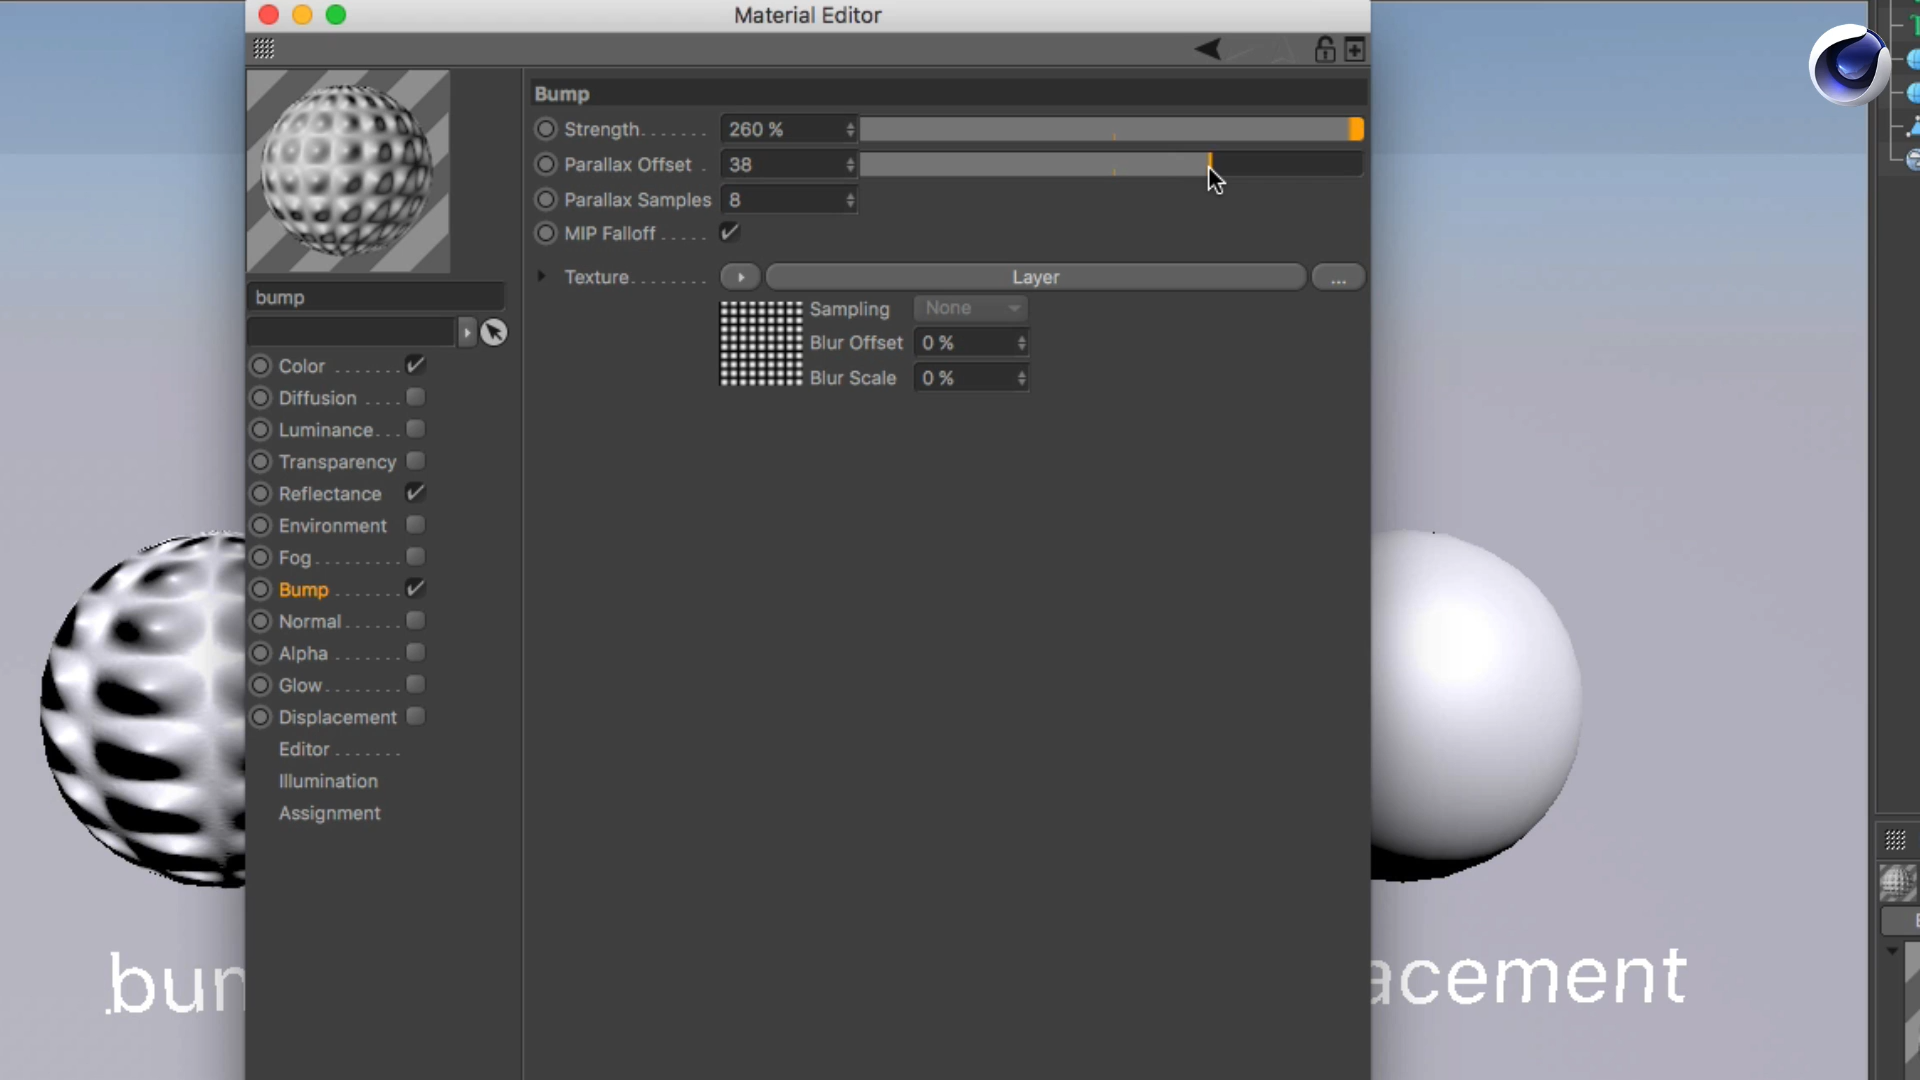 Material Editor
Bump
Strength....... 260 %
Parallax Offset . 38
Parallax Samples 8
MIP Falloff.....
Texture........ Layer ...
Sampling None
Blur Offset 0 %
Blur Scale 0 %
bump
Color .......
Diffusion ....
Luminance...
Transparency
Reflectance
Environment
Fog.........
Bump .......
Normal......
Alpha .......
Glow........
Displacement
Editor .......
Illumination
Assignment
bum
acement